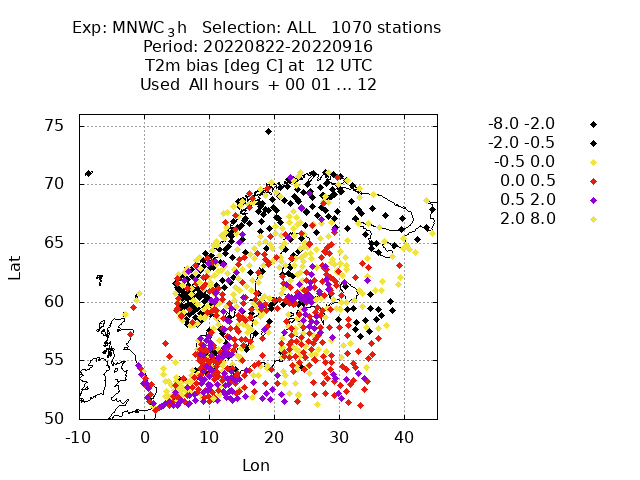 Exp: MNWC_3h Selection: ALL 1070 stations
Period: 20220822-20220916
T2m bias [deg C] at 12 UTC
Used All hours + 00 01 ... 12
-8.0 -2.0
-2.0 -0.5
-0.5 0.0
0.0 0.5
0.5 2.0
2.0 8.0
75
70
65
60
55
50
Lat
-10 0 10 20 30 40
Lon